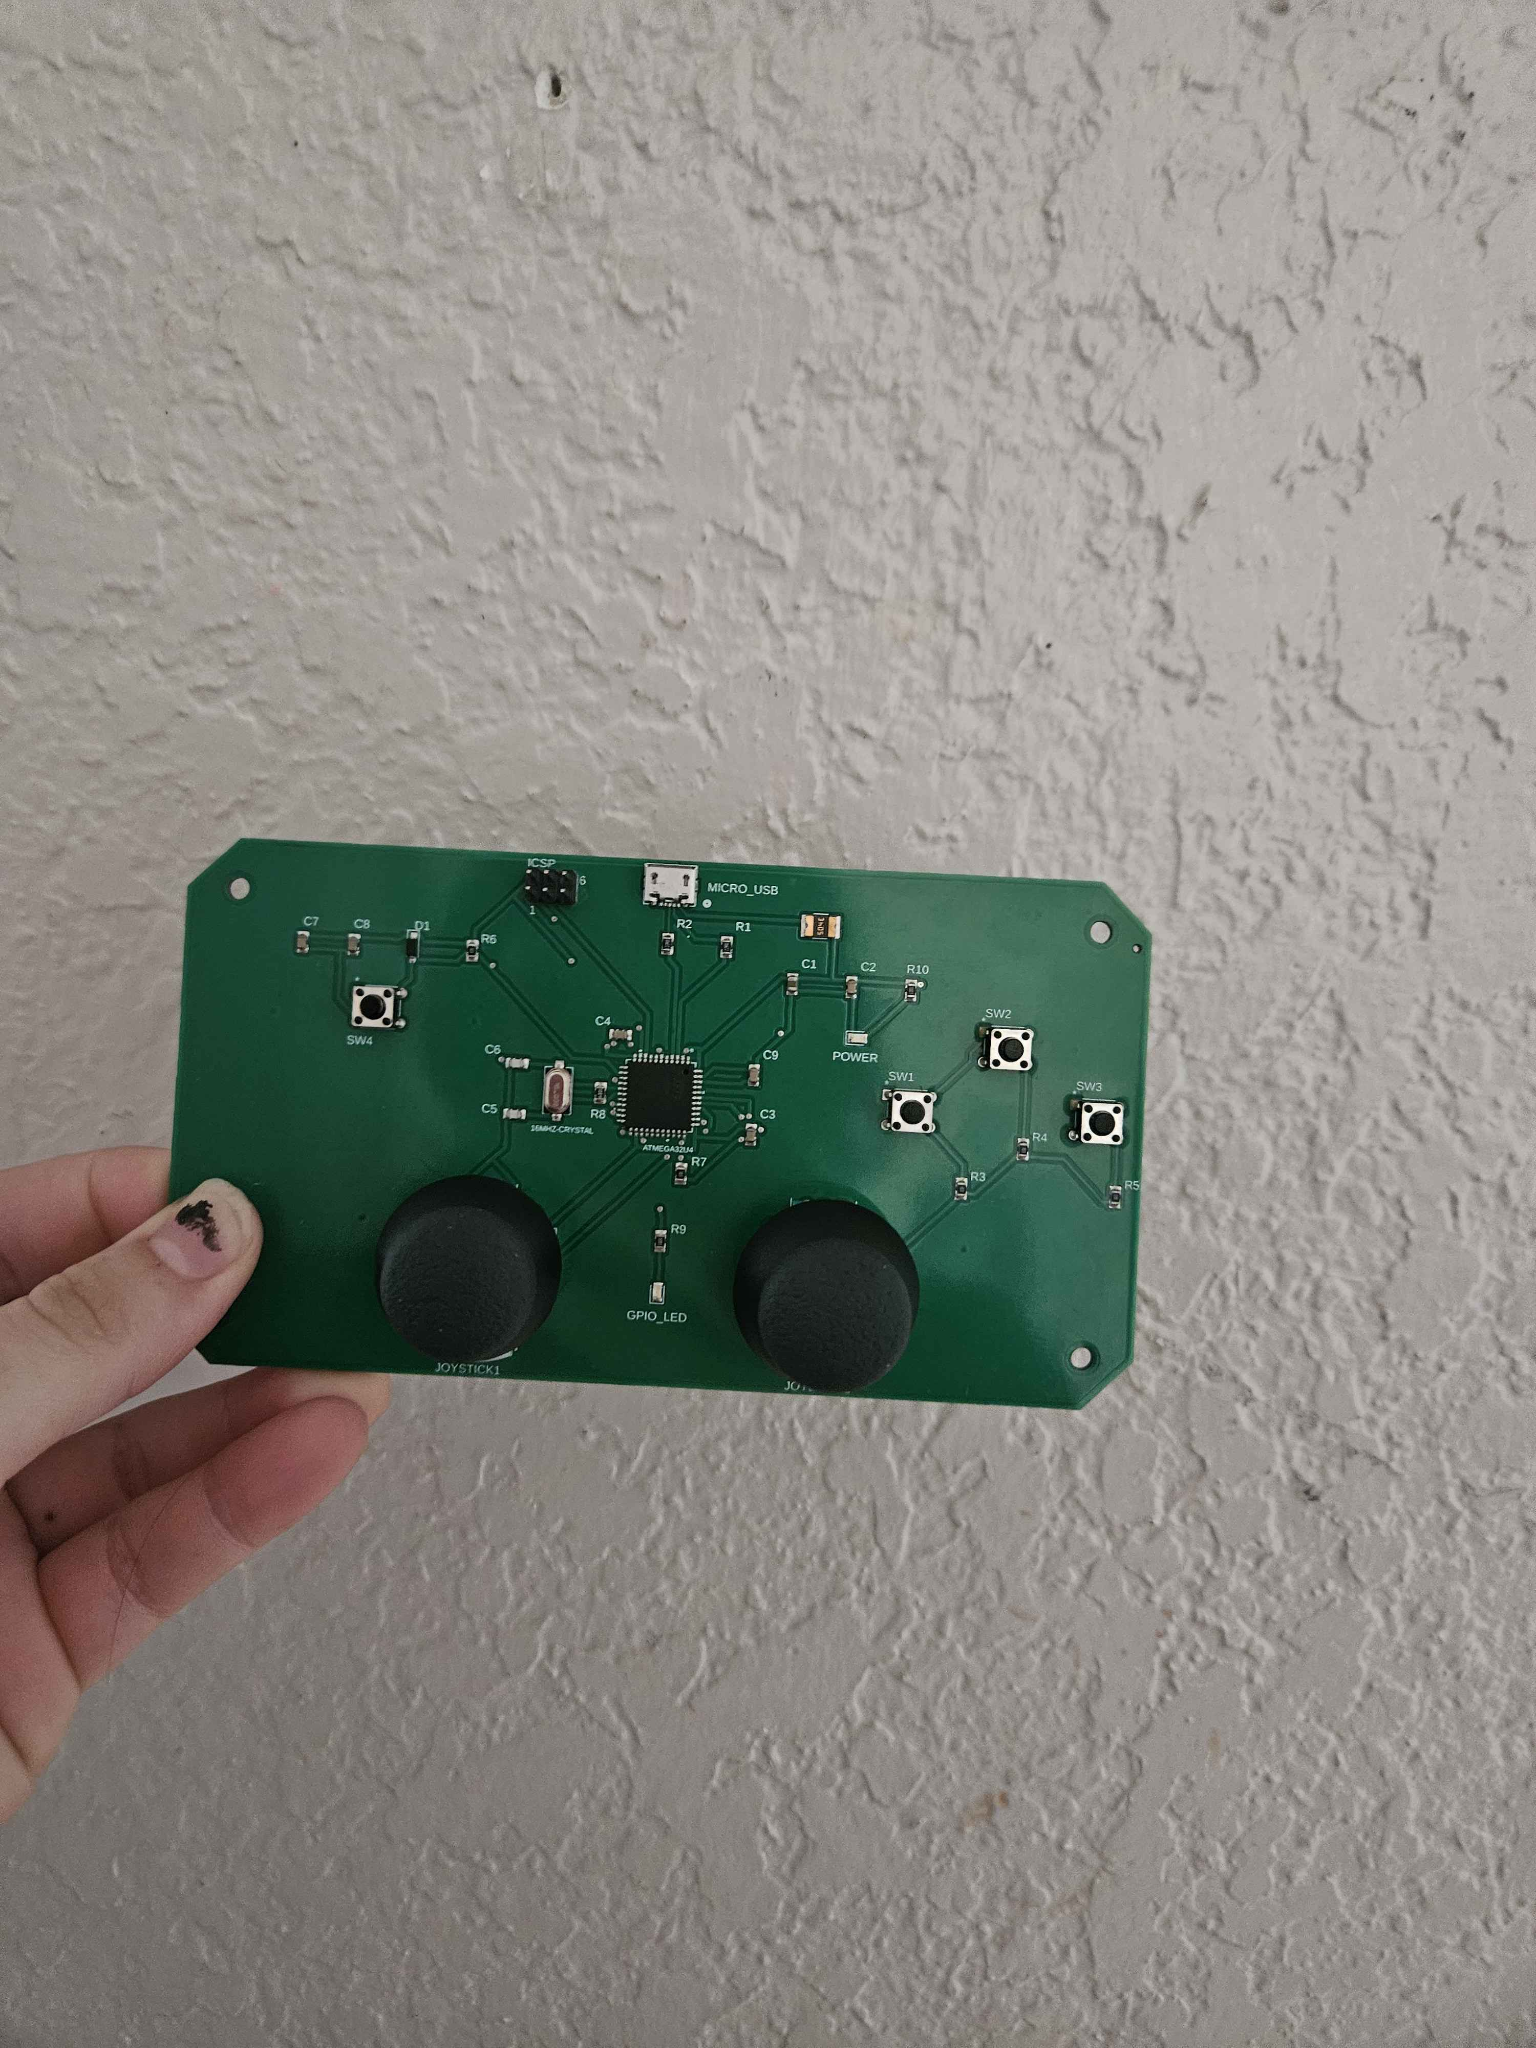 ICSP
6
1
MICRO_USB
C7
C8
D1
R6
R2
R1
C1
C2
R10
SW4
C4
POWER
SW2
C6
C9
SW1
SW3
C5
R8
16MHZ-CRYSTAL
C3
ATMEGA32U4
R7
R4
R3
R5
R9
GPIO_LED
JOYSTICK1